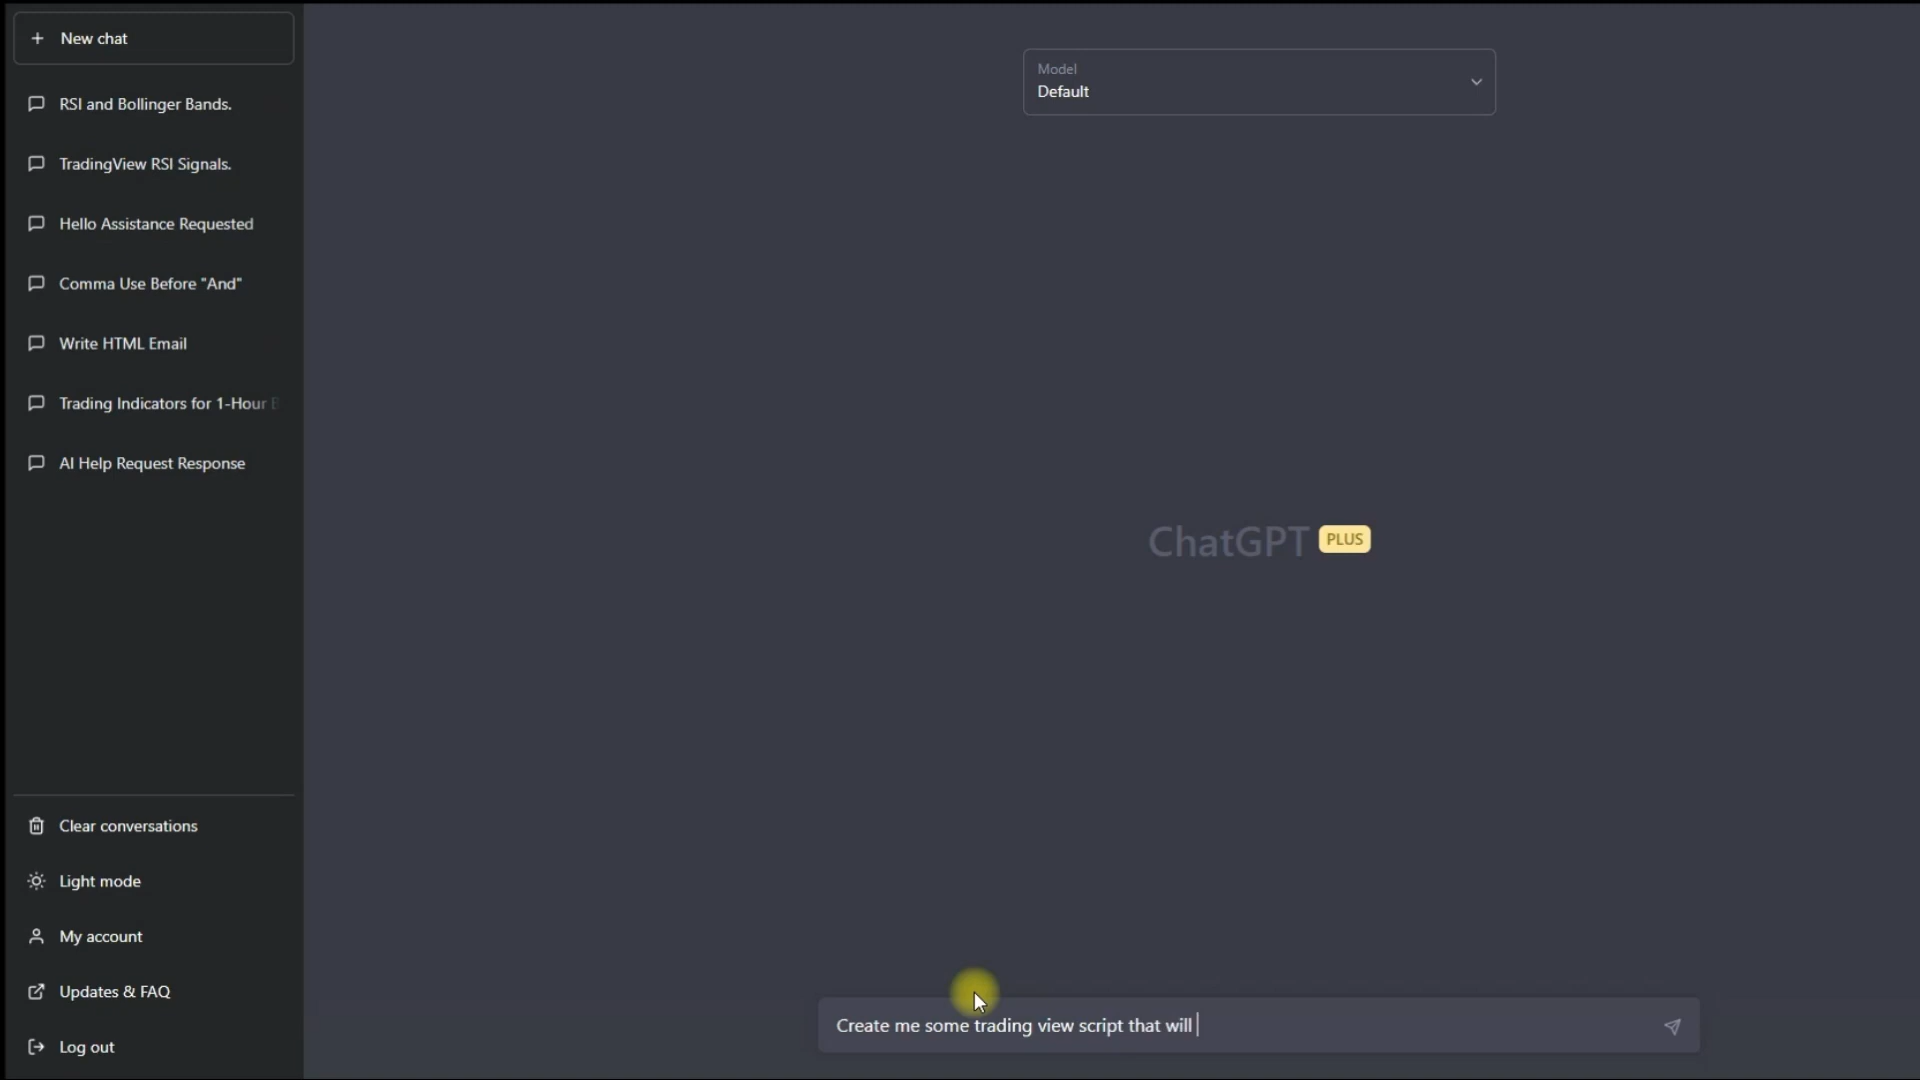 New chat
RSI and Bollinger Bands.
TradingView RSI Signals.
Hello Assistance Requested
Comma Use Before "And"
Write HTML Email
Trading Indicators for 1-Hour B
AI Help Request Response
Clear conversations
Light mode
My account
Updates & FAQ
Log out
Model
Default
ChatGPT PLUS
Create me some trading view script that will